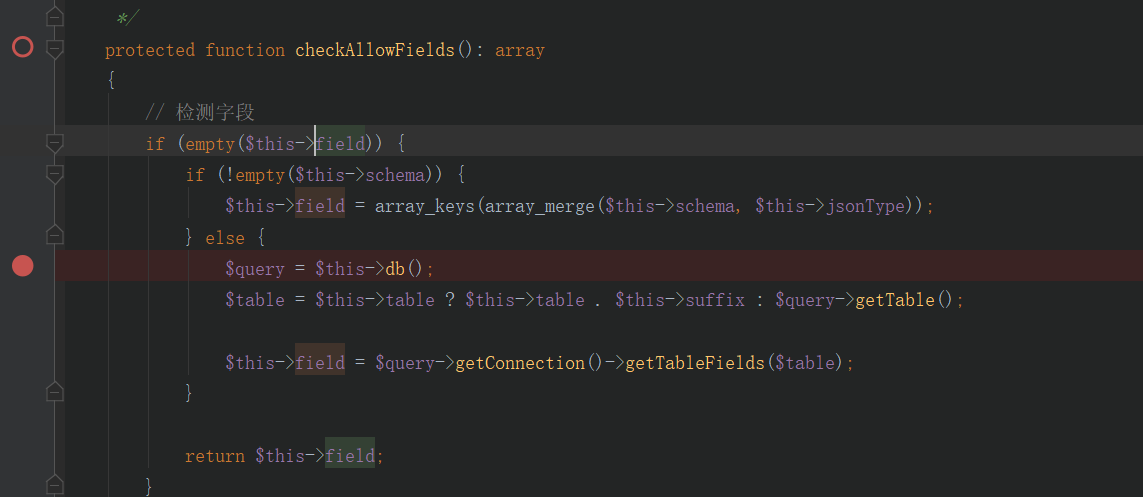 */
protected function checkAllowFields(): array
{
// 检测字段
if (empty($this->field)) {
if (!empty($this->schema)) {
$this->field = array_keys(array_merge($this->schema, $this->jsonType));
} else {
$query = $this->db();
$table = $this->table ? $this->table . $this->suffix : $query->getTable();
$this->field = $query->getConnection()->getTableFields($table);
}
return $this->field;
}